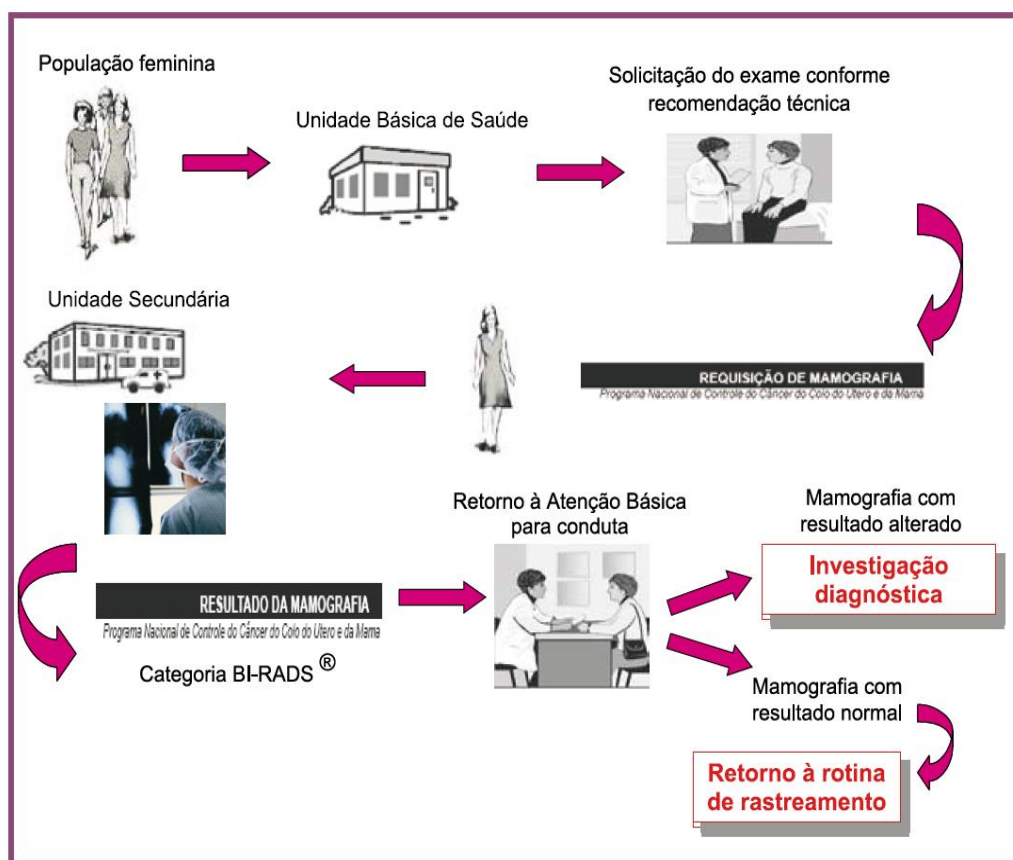 População feminina
Unidade Básica de Saúde
Solicitação do exame conforme
recomendação técnica
REQUISIÇÃO DE MAMOGRAFIA
Programa Nacional de Controle do Câncer do Colo do Útero e da Mama
Unidade Secundária
RESULTADO DA MAMOGRAFIA
Programa Nacional de Controle do Câncer do Colo do Útero e da Mama
Categoria BI-RADS ®
Retorno à Atenção Básica
para conduta
Mamografia com
resultado alterado
Investigação
diagnóstica
Mamografia com
resultado normal
Retorno à rotina
de rastreamento